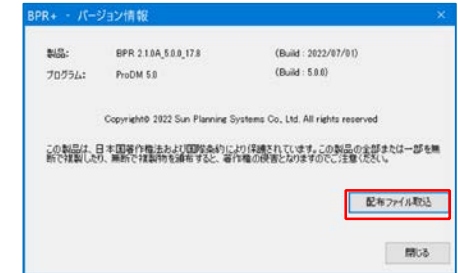 BPR+ ・ バージョン情報
製品: BPR 2.1.0A_5.0.0_17.8 (Build : 2022/07/01)
プログラム: ProDM 5.0 (Build : 5.0.0)
Copyright© 2022 Sun Planning Systems Co., Ltd. All rights reserved
この製品は、日本国著作権法および国際条約により保護されています。この製品の全部または一部を無
断で複製したり、無断で複製物を頒布すると、著作権の侵害となりますのでご注意ください。
配布ファイル取込
閉じる